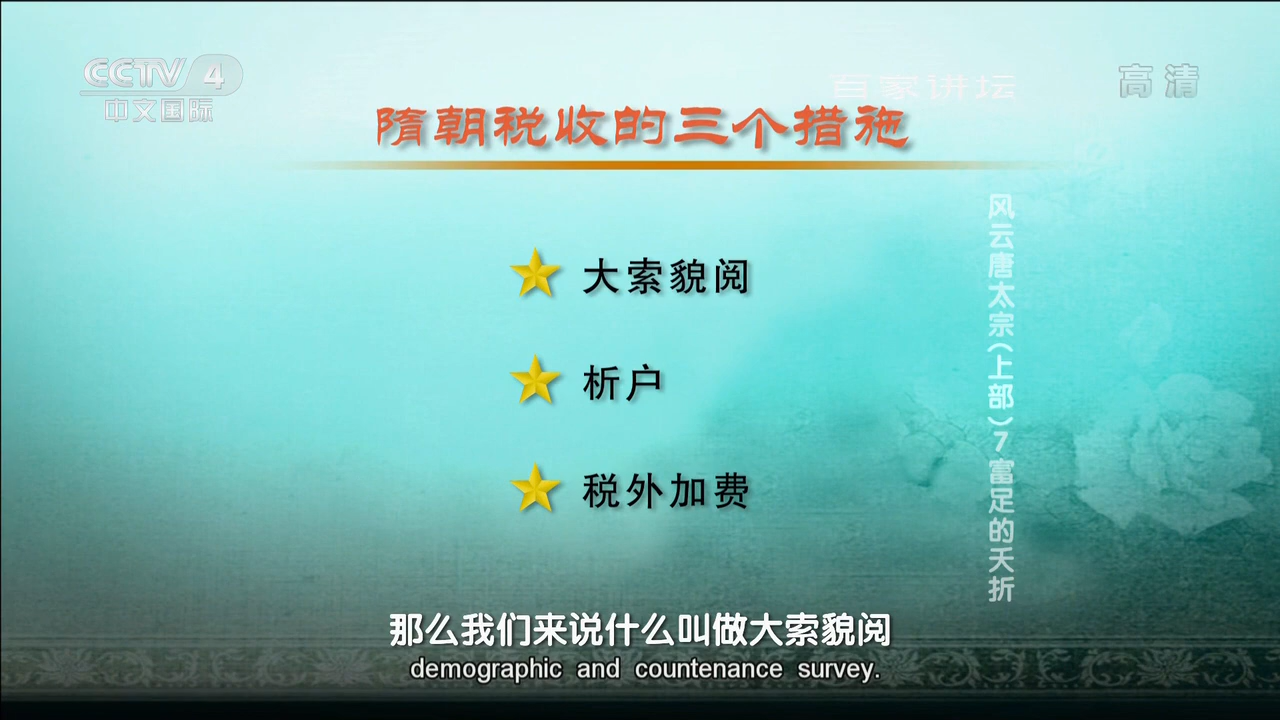 CCTV 4
中文国际
百家讲坛
高清
隋朝税收的三个措施
大索貌阅
析户
税外加费
风云唐太宗(上部)7富足的夭折
那么我们来说什么叫做大索貌阅
demographic and countenance survey.